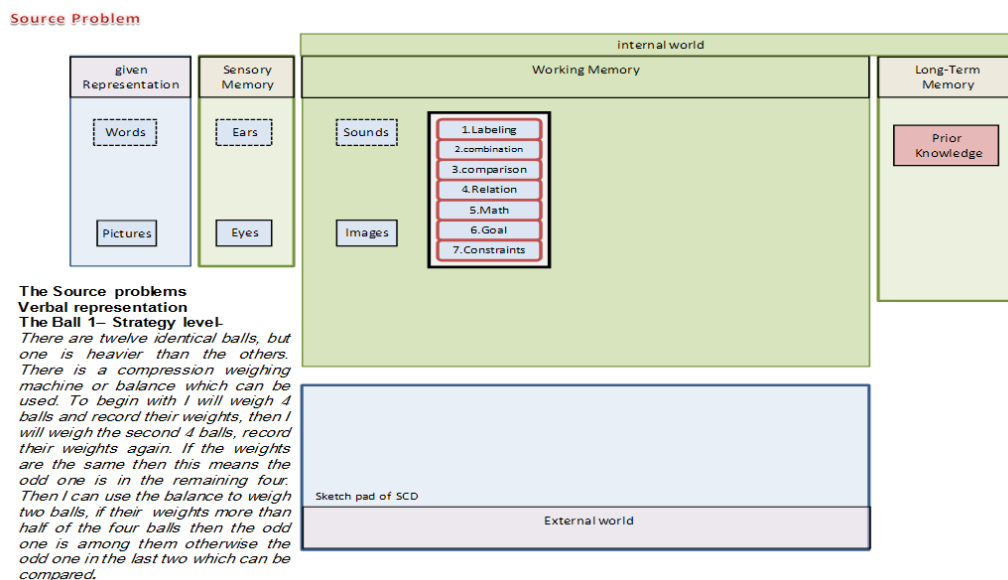 Source Problem
internal world
given
Representation
Sensory
Memory
Working Memory
Long-Term
Memory
Words
Ears
Sounds
1.Labeling
2.combination
3.comparison
4.Relation
5.Math
6.Goal
7.Constraints
Prior
Knowledge
Pictures
Eyes
Images
The Source problems
Verbal representation
The Ball 1– Strategy level-
There are twelve identical balls, but
one is heavier than the others.
There is a compression weighing
machine or balance which can be
used. To begin with I will weigh 4
balls and record their weights, then I
will weigh the second 4 balls, record
their weights again. If the weights
are the same then this means the
odd one is in the remaining four.
Then I can use the balance to weigh
two balls, if their weights more than
half of the four balls then the odd
one is among them otherwise the
odd one in the last two which can be
compared.
Sketch pad of SCD
External world